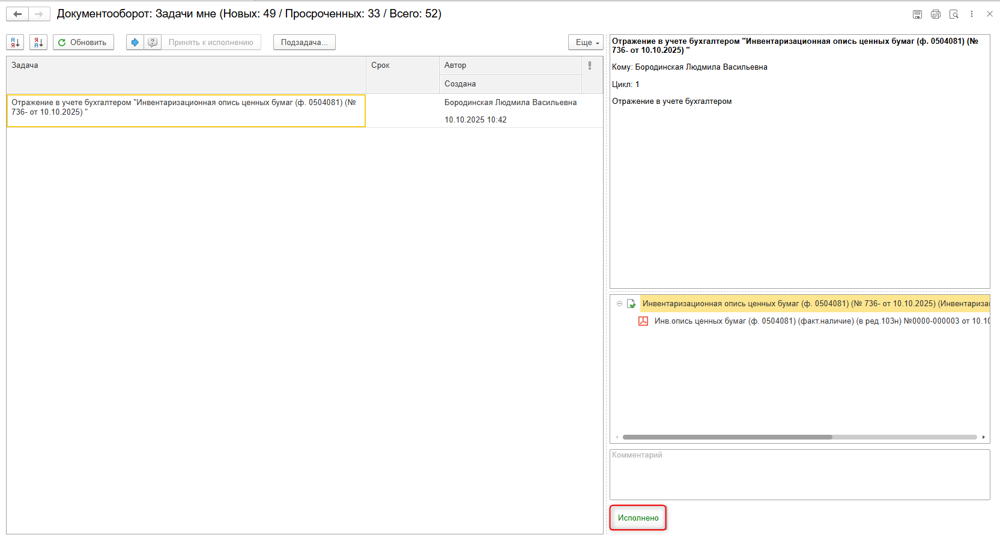 Документооборот: Задачи мне (Новых: 49 / Просроченных: 33 / Всего: 52)
Обновить
Принять к исполнению
Подзадача...
Еще
Задача
Срок
Автор
Создана
Отражение в учете бухгалтером "Инвентаризационная опись ценных бумаг (ф. 0504081) (№
736- от 10.10.2025) "
Бородинская Людмила Васильевна
10.10.2025 10:42
Отражение в учете бухгалтером "Инвентаризационная опись ценных бумаг (ф. 0504081) (№
736- от 10.10.2025) "
Кому: Бородинская Людмила Васильевна
Цикл: 1
Отражение в учете бухгалтером
Инвентаризационная опись ценных бумаг (ф. 0504081) (№ 736- от 10.10.2025) (Инвентариза
Инв.опись ценных бумаг (ф. 0504081) (факт.наличие) (в ред.103н) №0000-000003 от 10.10
Комментарий
Исполнено